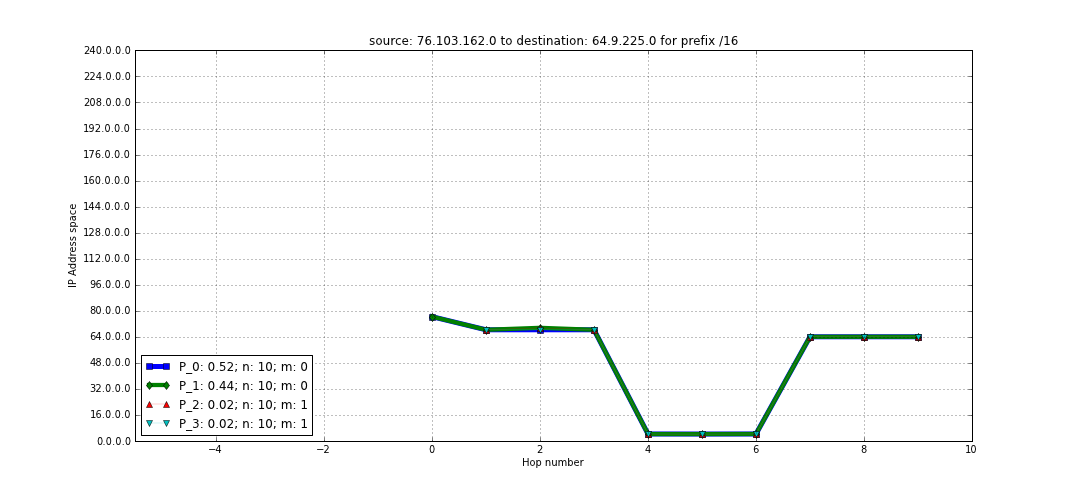 source: 76.103.162.0 to destination: 64.9.225.0 for prefix /16
240.0.0.0
224.0.0.0
208.0.0.0
192.0.0.0
176.0.0.0
160.0.0.0
144.0.0.0
128.0.0.0
112.0.0.0
96.0.0.0
80.0.0.0
64.0.0.0
48.0.0.0
32.0.0.0
16.0.0.0
0.0.0.0
IP Address space
P_0: 0.52; n: 10; m: 0
P_1: 0.44; n: 10; m: 0
P_2: 0.02; n: 10; m: 1
P_3: 0.02; n: 10; m: 1
−4 −2 0 2 4 6 8 10
Hop number